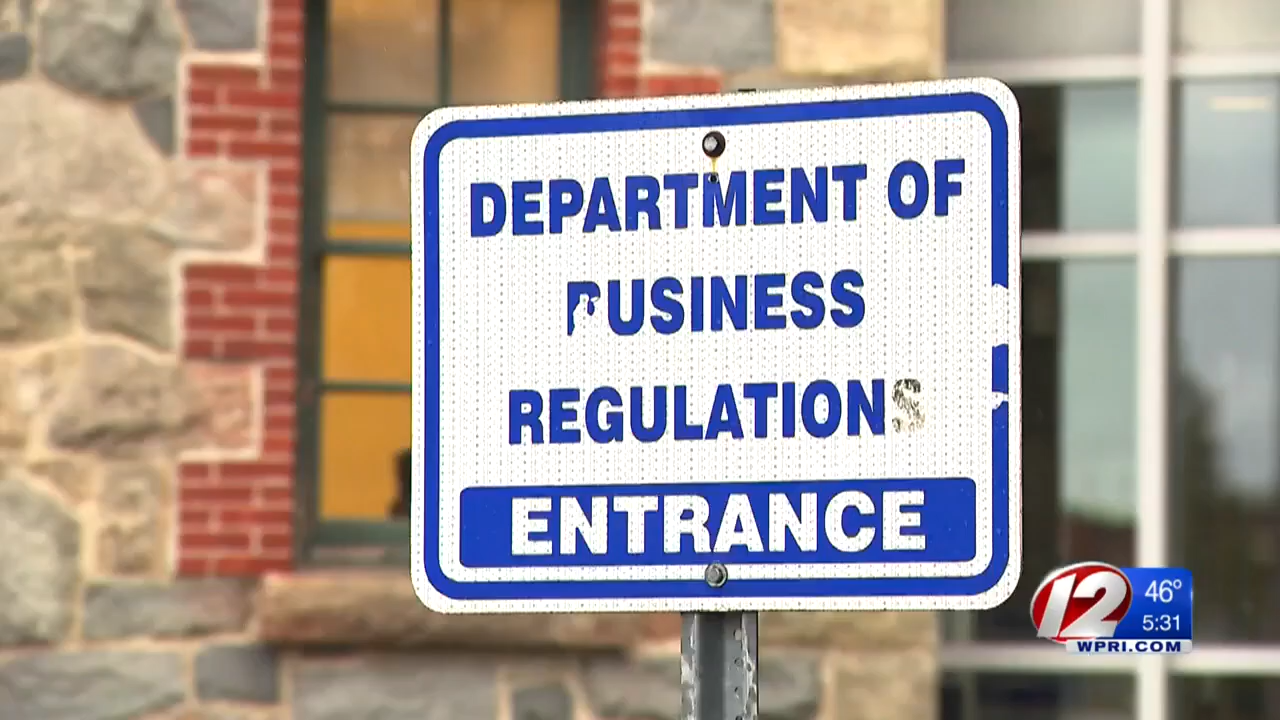 DEPARTMENT OF
BUSINESS
REGULATIONS
ENTRANCE
12
46°
5:31
WPRI.COM